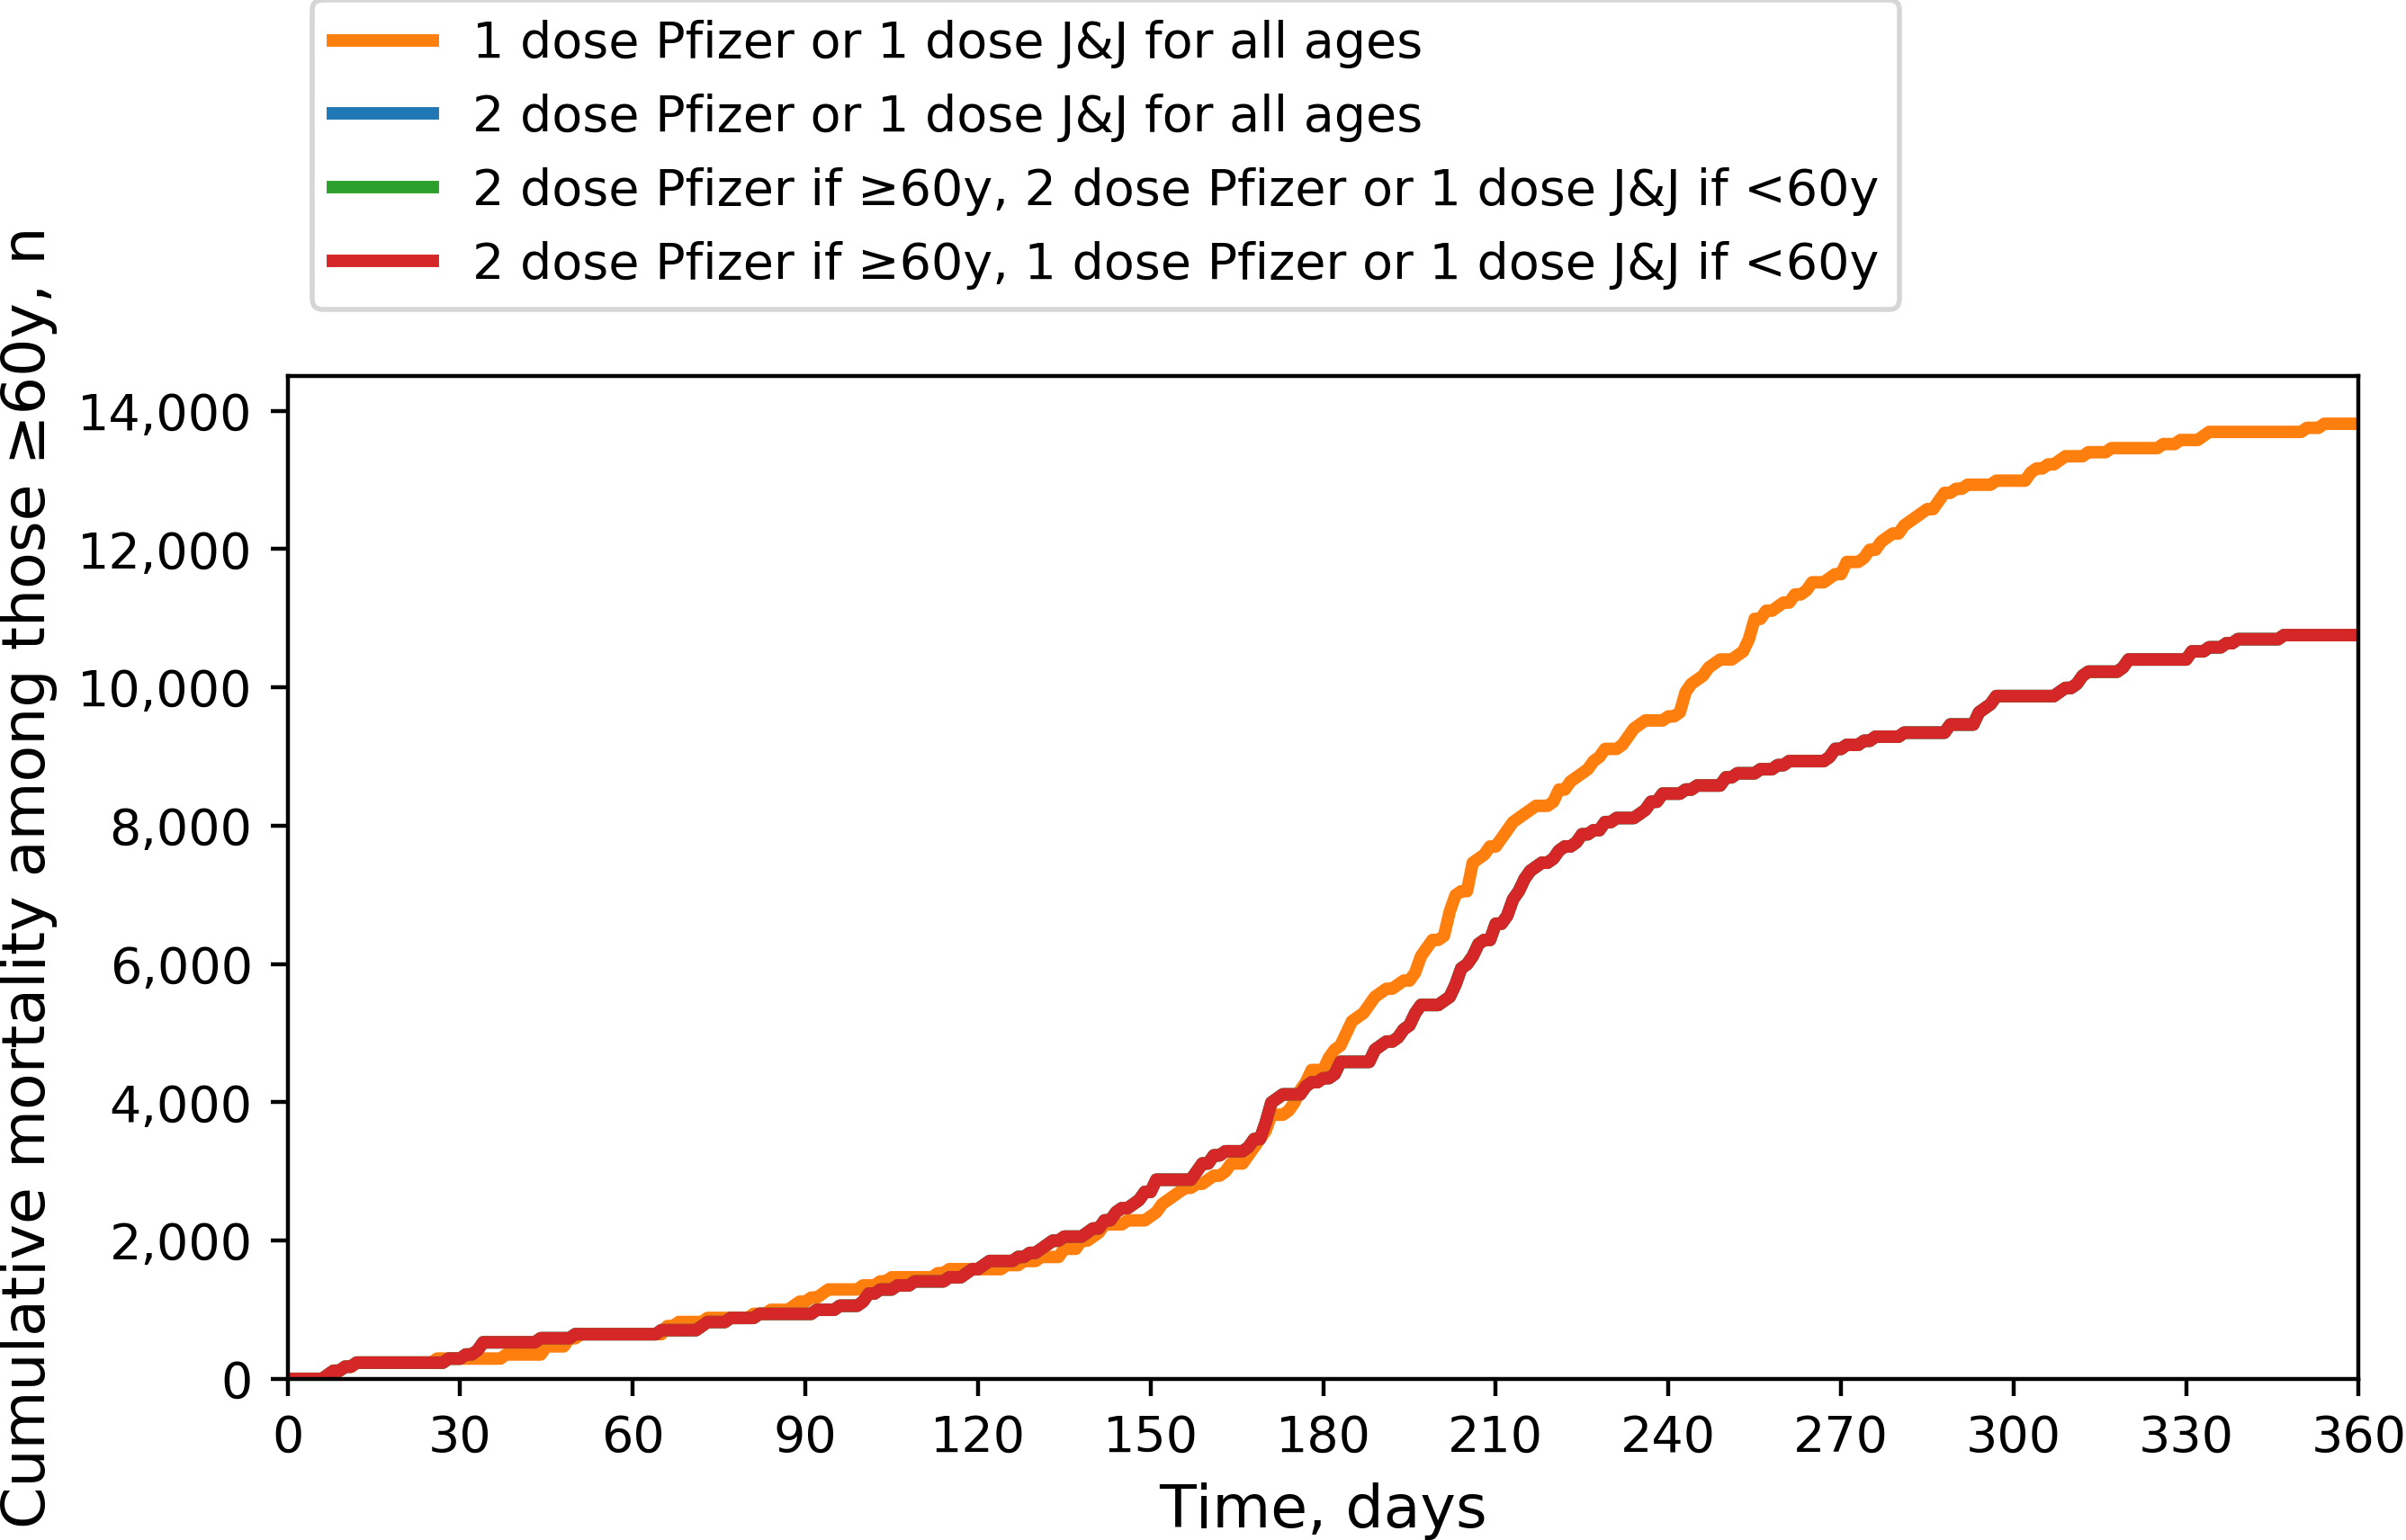 1 dose Pfizer or 1 dose J&J for all ages
2 dose Pfizer or 1 dose J&J for all ages
2 dose Pfizer if ≥60y, 2 dose Pfizer or 1 dose J&J if <60y
2 dose Pfizer if ≥60y, 1 dose Pfizer or 1 dose J&J if <60y
Cumulative mortality among those ≥60y, n
14,000
12,000
10,000
8,000
6,000
4,000
2,000
0
0 30 60 90 120 150 180 210 240 270 300 330 360
Time, days